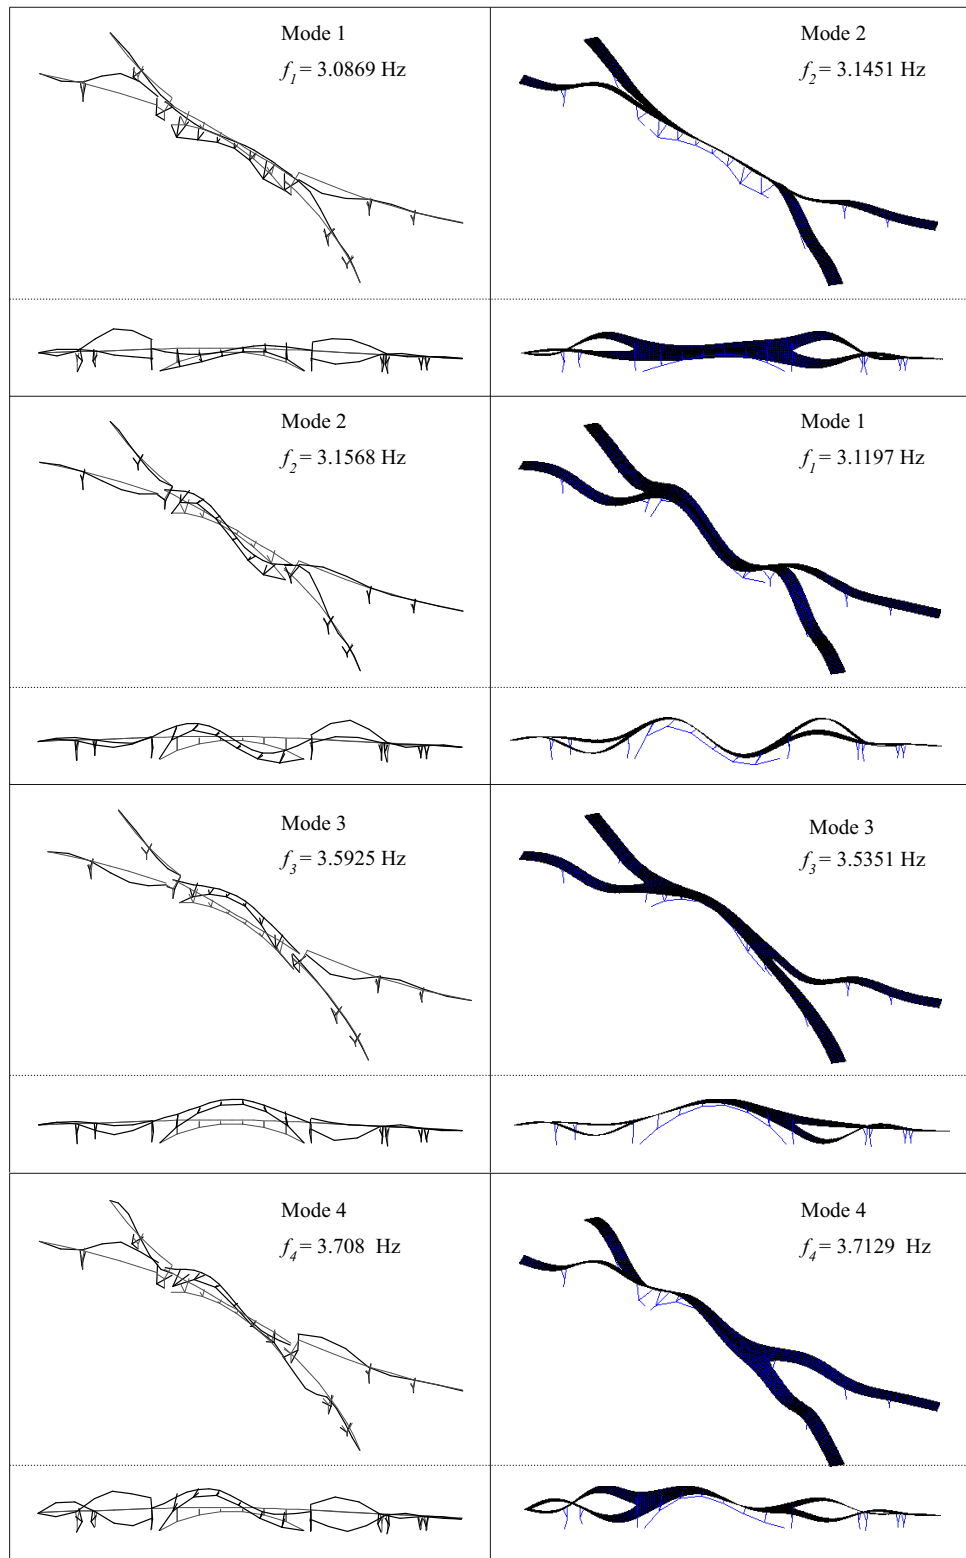 Mode 1
f1 = 3.0869 Hz
Mode 2
f2 = 3.1451 Hz
Mode 2
f2 = 3.1568 Hz
Mode 1
f1 = 3.1197 Hz
Mode 3
f3 = 3.5925 Hz
Mode 3
f3 = 3.5351 Hz
Mode 4
f4 = 3.708 Hz
Mode 4
f4 = 3.7129 Hz